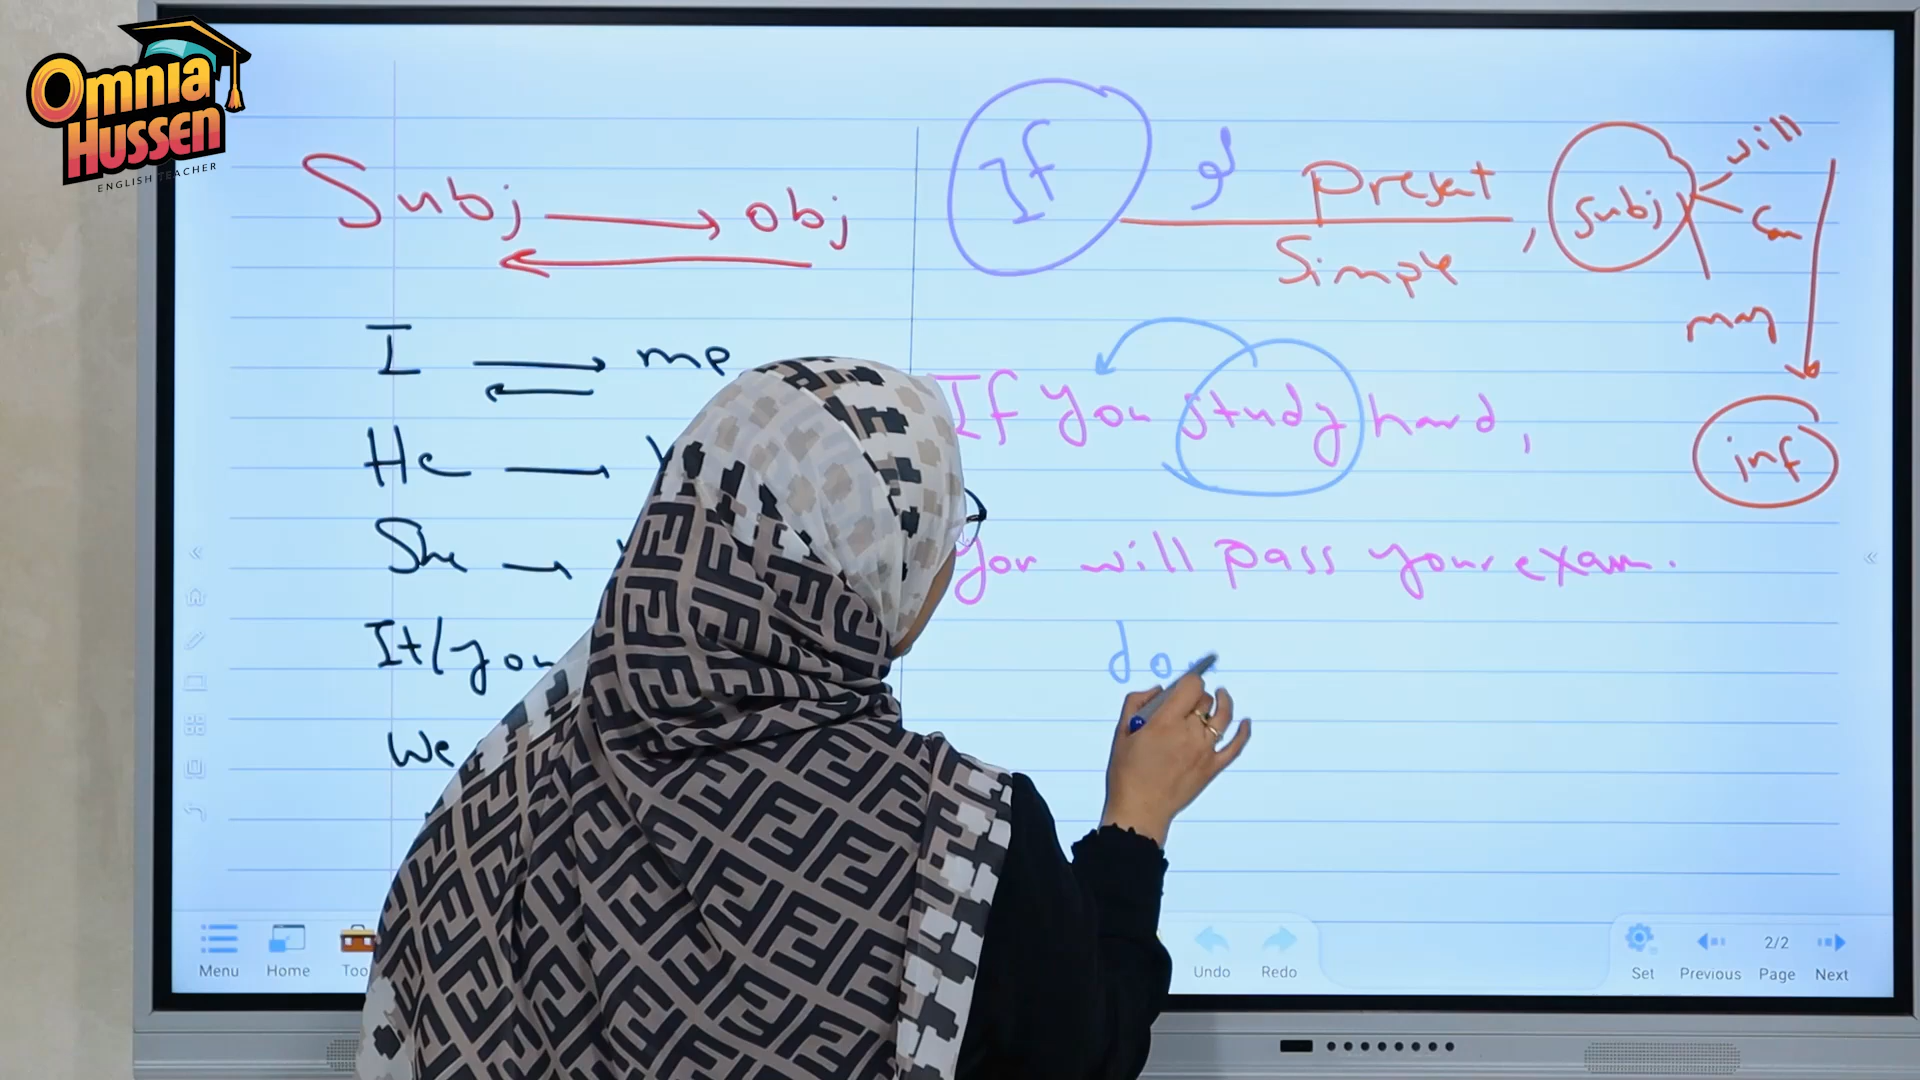 Omnia
Hussen
ENGLISH TEACHER
Subj → obj
←
I → me
←
He →
She →
It/you
We
If Present , subj will
Simple can
may
inf
If you study hard,
you will pass your exam.
do
Menu Home Too Undo Redo Set Previous 2/2 Page Next